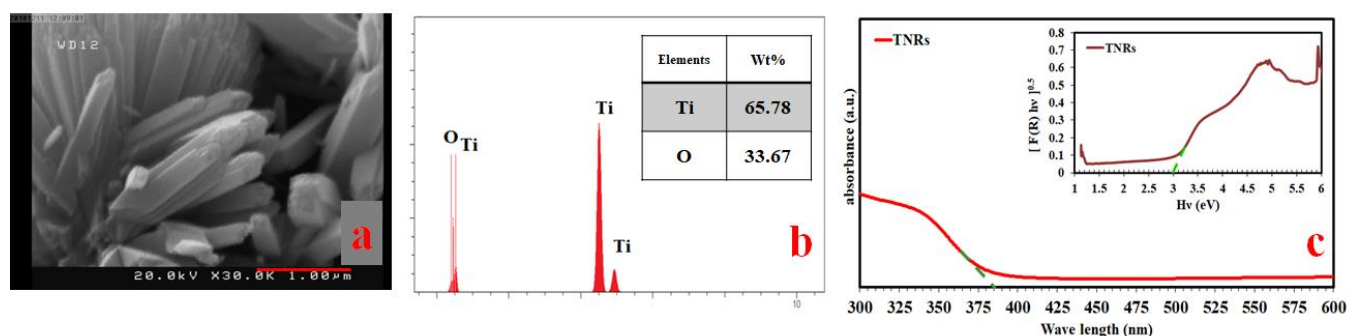 WD12
20.0kV X30.0K 1.00µm
a
Elements Wt%
Ti 65.78
O 33.67
O Ti
Ti
Ti
10
b
TNRs
absorbance (a.u.)
300 325 350 375 400 425 450 475 500 525 550 575 600
Wave length (nm)
TNRs
[ F(R) hv ]0.5
0.8
0.7
0.6
0.5
0.4
0.3
0.2
0.1
0
1 1.5 2 2.5 3 3.5 4 4.5 5 5.5 6
Hv (eV)
c